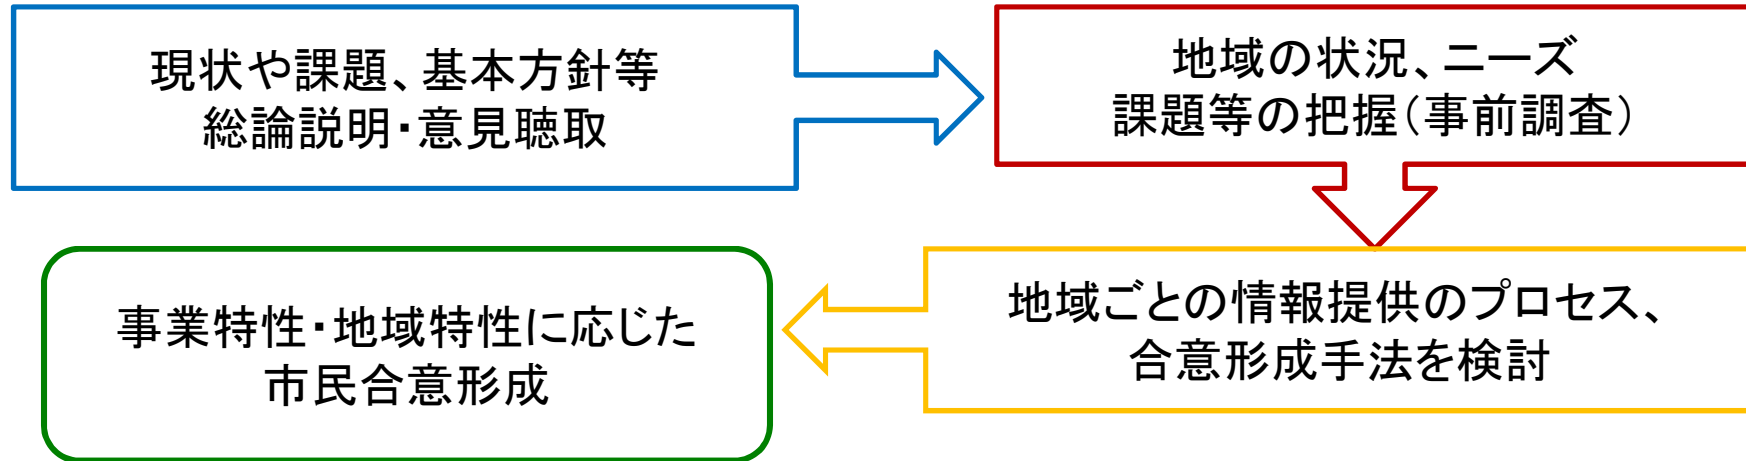 現状や課題、基本方針等
総論説明・意見聴取
地域の状況、ニーズ
課題等の把握（事前調査）
地域ごとの情報提供のプロセス、
合意形成手法を検討
事業特性・地域特性に応じた
市民合意形成